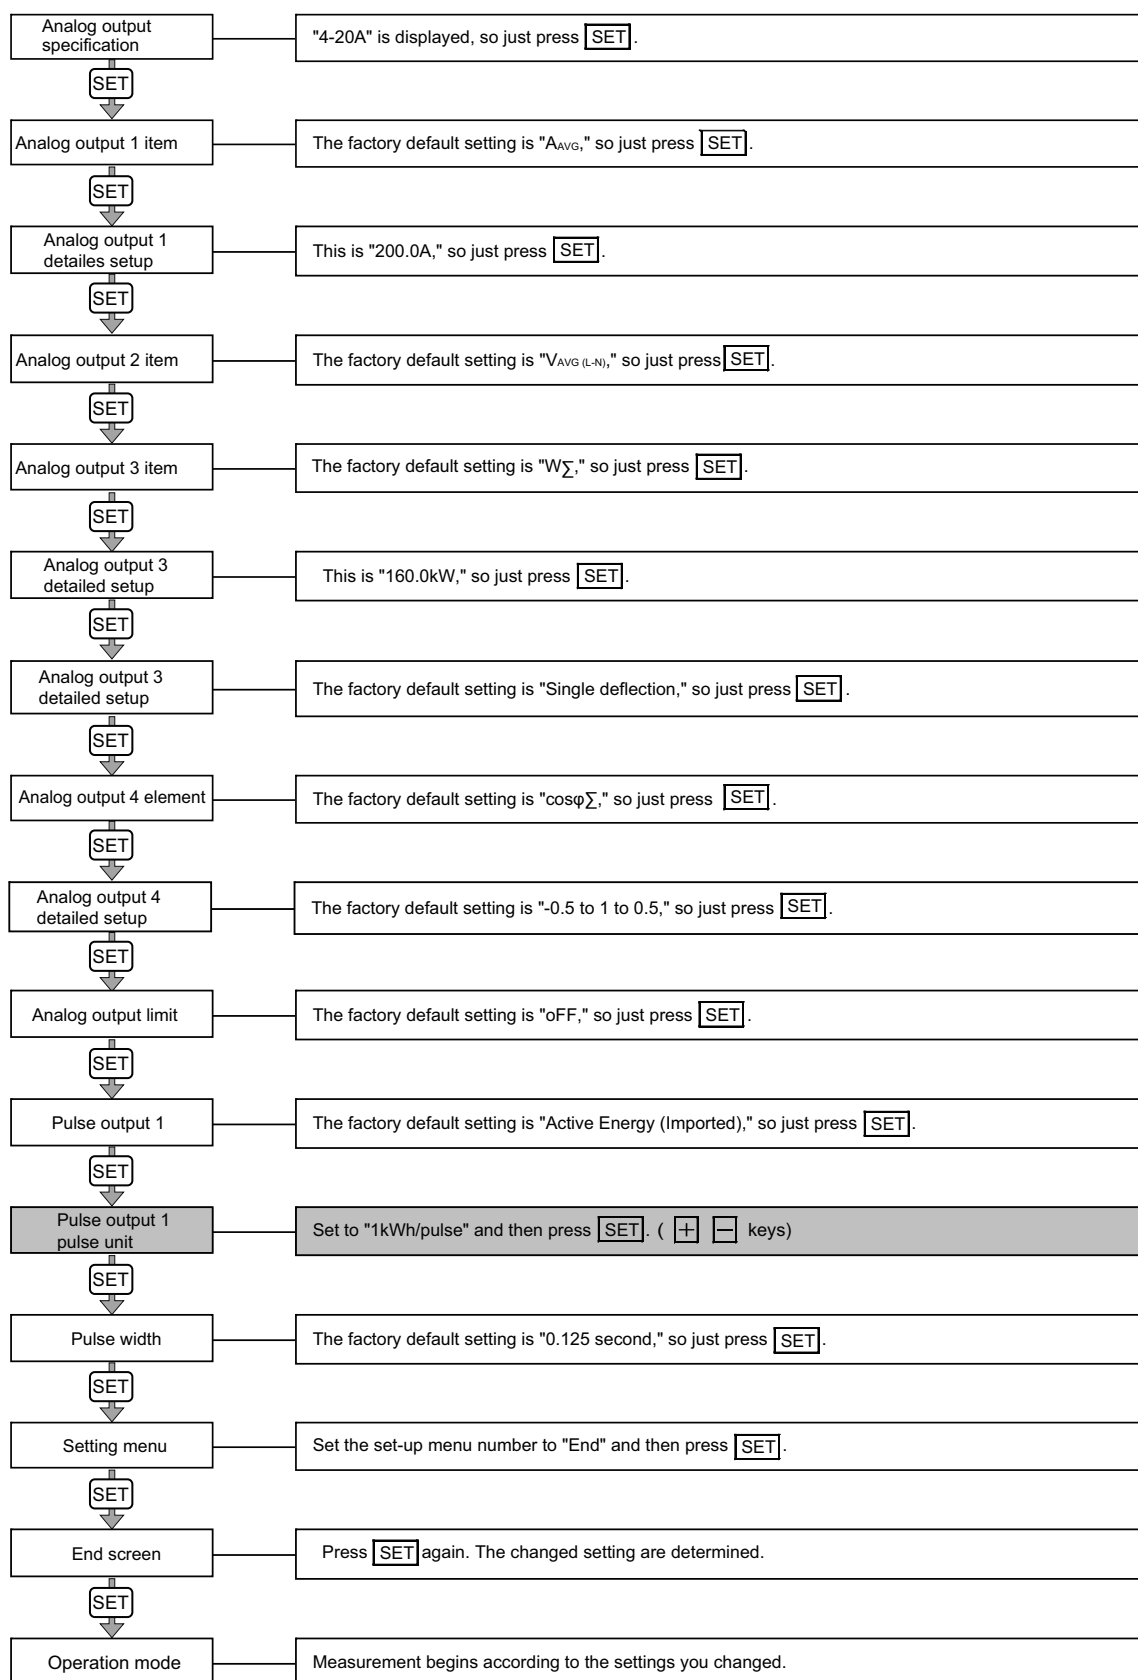 Analog output
specification
"4-20A" is displayed, so just press SET.
SET
Analog output 1 item
The factory default setting is "AAVG," so just press SET.
SET
Analog output 1
detailes setup
This is "200.0A," so just press SET.
SET
Analog output 2 item
The factory default setting is "VAVG (L-N)," so just press SET.
SET
Analog output 3 item
The factory default setting is "W∑," so just press SET.
SET
Analog output 3
detailed setup
This is "160.0kW," so just press SET.
SET
Analog output 3
detailed setup
The factory default setting is "Single deflection," so just press SET.
SET
Analog output 4 element
The factory default setting is "cosφ∑," so just press SET.
SET
Analog output 4
detailed setup
The factory default setting is "-0.5 to 1 to 0.5," so just press SET.
SET
Analog output limit
The factory default setting is "oFF," so just press SET.
SET
Pulse output 1
The factory default setting is "Active Energy (Imported)," so just press SET.
SET
Pulse output 1
pulse unit
Set to "1kWh/pulse" and then press SET. ( + − keys)
SET
Pulse width
The factory default setting is "0.125 second," so just press SET.
SET
Setting menu
Set the set-up menu number to "End" and then press SET.
SET
End screen
Press SET again. The changed setting are determined.
SET
Operation mode
Measurement begins according to the settings you changed.